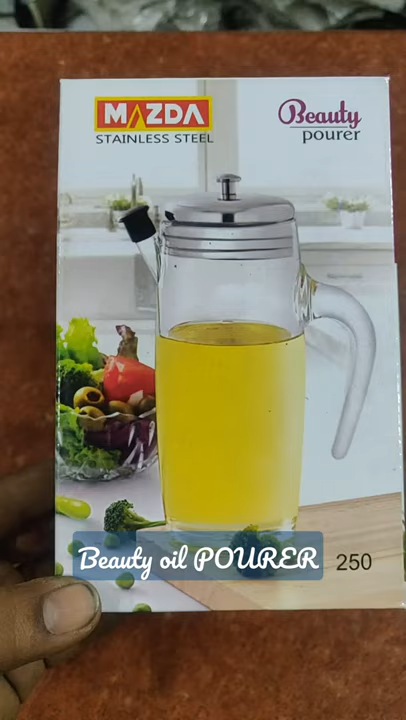 MAZDA
STAINLESS STEEL
Beauty
pourer
Beauty oil POURER
250